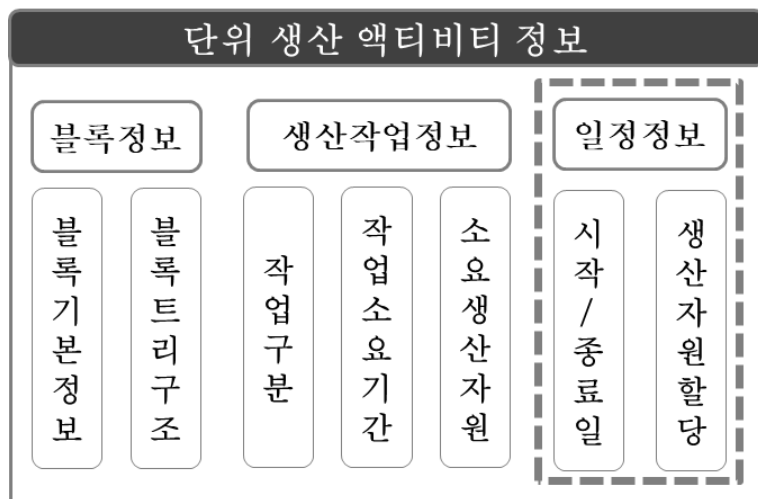 단위 생산 액티비티 정보
블록정보
생산작업정보
일정정보
블록기본정보
블록트리구조
작업구분
작업소요기간
소요생산자원
시작/종료일
생산자원할당